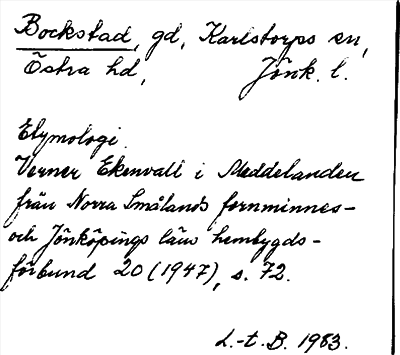 Bockstad, gd, Karlstorps sn,
Östra hd, Jönk. l.
Etymologi.
Verner Ekenvall i Meddelanden
från Norra Smålands fornminnes-
och Jönköpings läns hembygds-
förbund 20 (1947), s. 72.
L.-t. B. 1983.